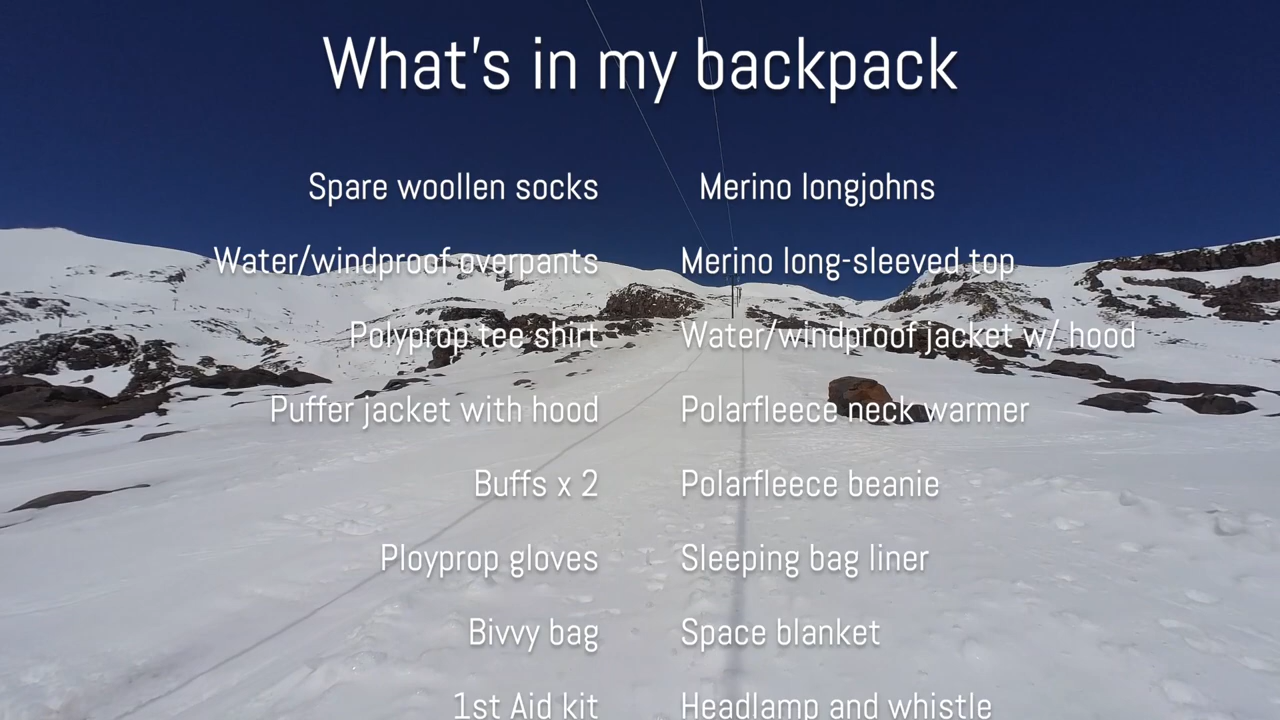 What's in my backpack
Spare woollen socks
Merino longjohns
Water/windproof overpants
Merino long-sleeved top
Polyprop tee shirt
Water/windproof jacket w/ hood
Puffer jacket with hood
Polarfleece neck warmer
Buffs x 2
Polarfleece beanie
Ployprop gloves
Sleeping bag liner
Bivvy bag
Space blanket
1st Aid kit
Headlamp and whistle